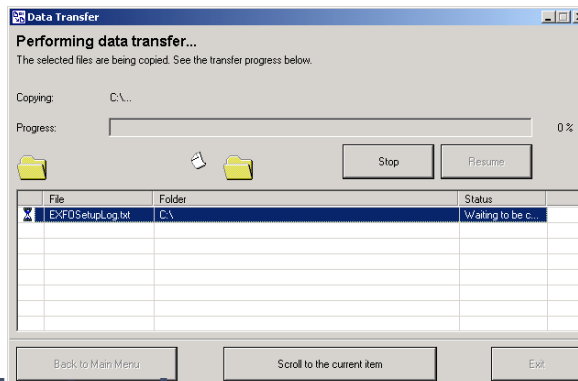 Data Transfer
Performing data transfer...
The selected files are being copied. See the transfer progress below.
Copying: C:\...
Progress: 0 %
Stop Resume
File Folder Status
EXFOSetupLog.txt C:\ Waiting to be c...
Back to Main Menu Scroll to the current item Exit